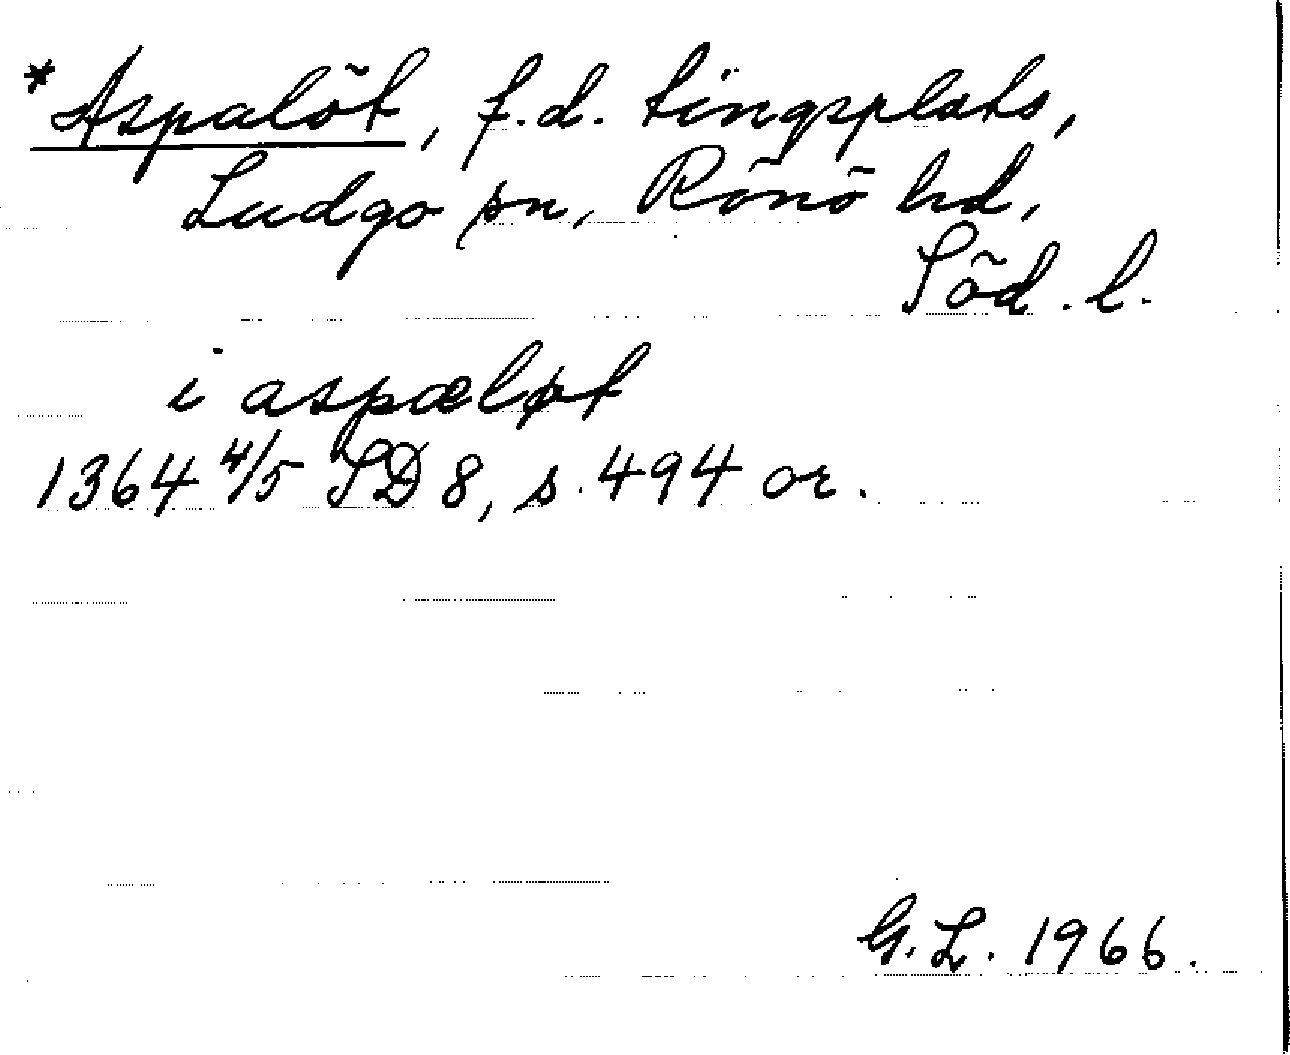 *Aspalöt, f.d. tingsplats,
Ludgo sn, Rönö hd,
Söd. l.
i aspæløt
1364 4/5 SD 8, s. 494 or.
G.L. 1966.